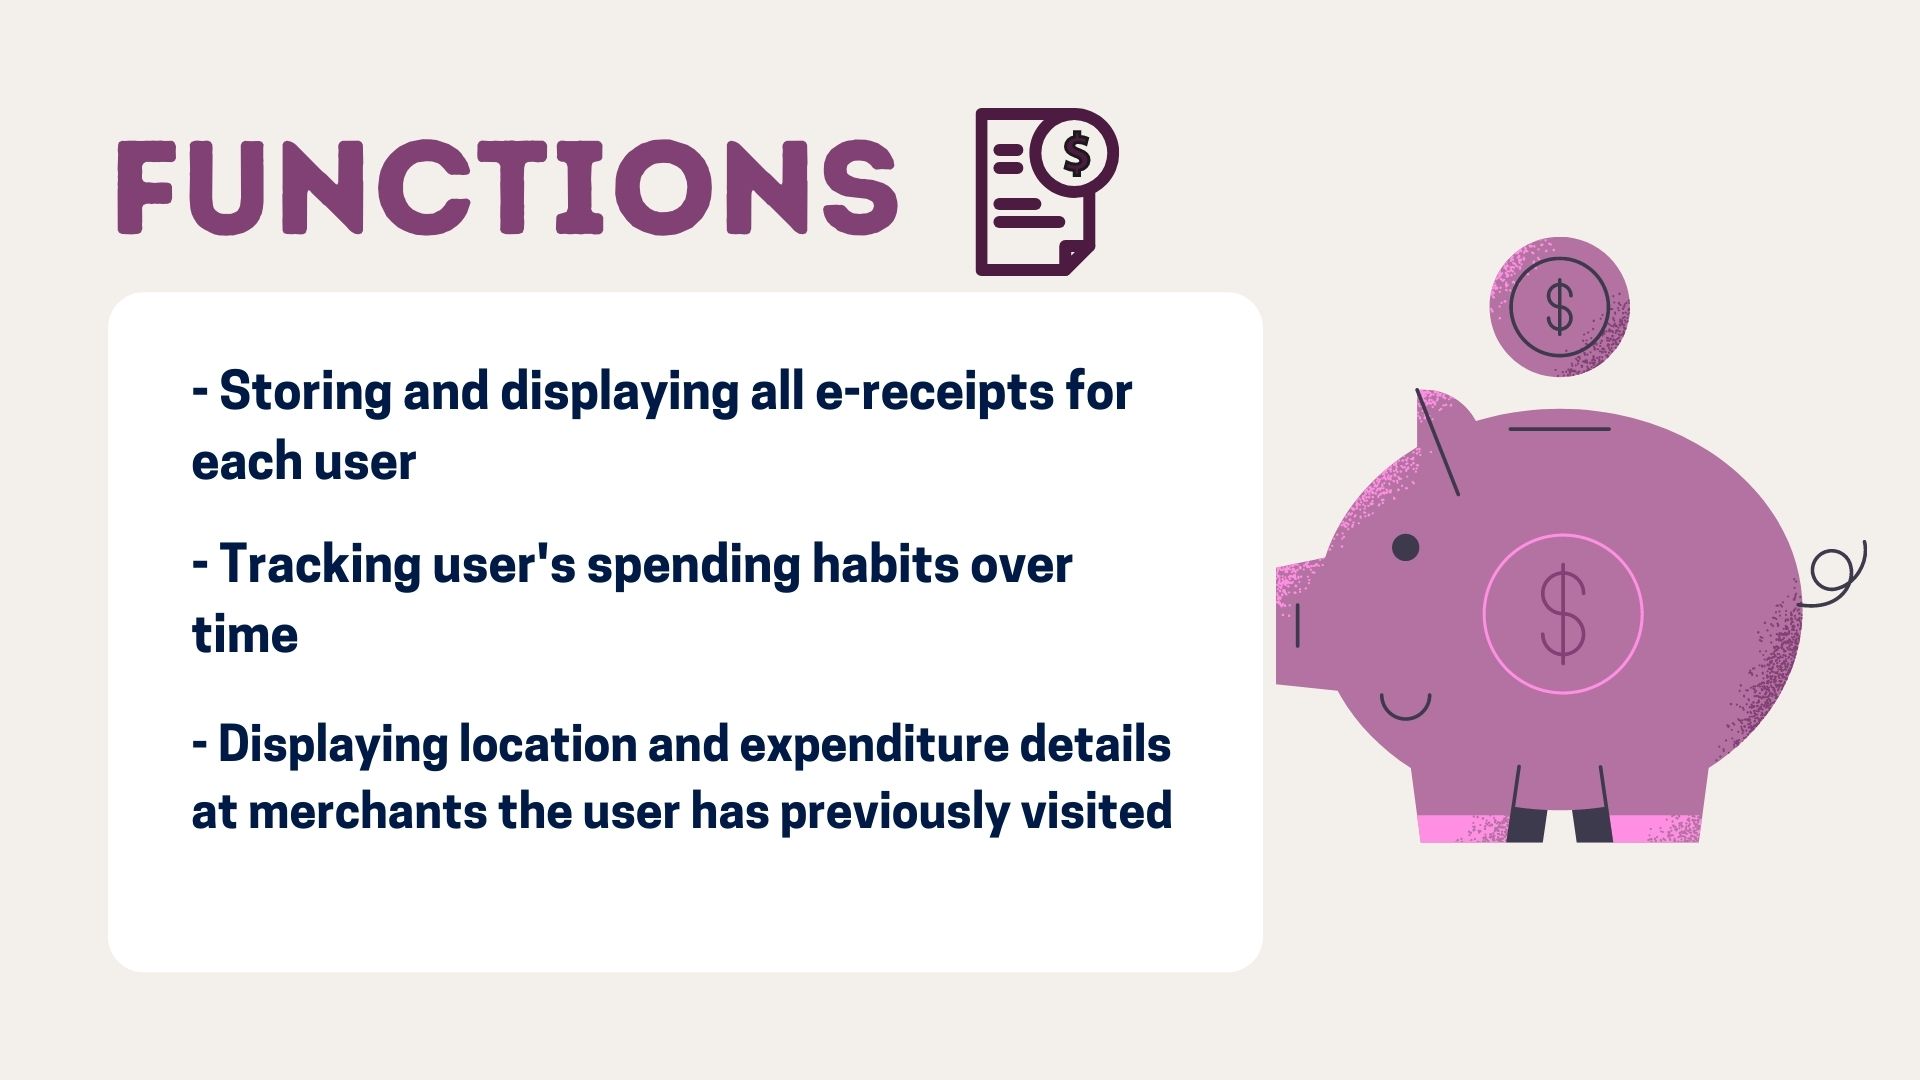 FUNCTIONS
$
$
- Storing and displaying all e-receipts for
each user
- Tracking user's spending habits over
time
- Displaying location and expenditure details
at merchants the user has previously visited
$